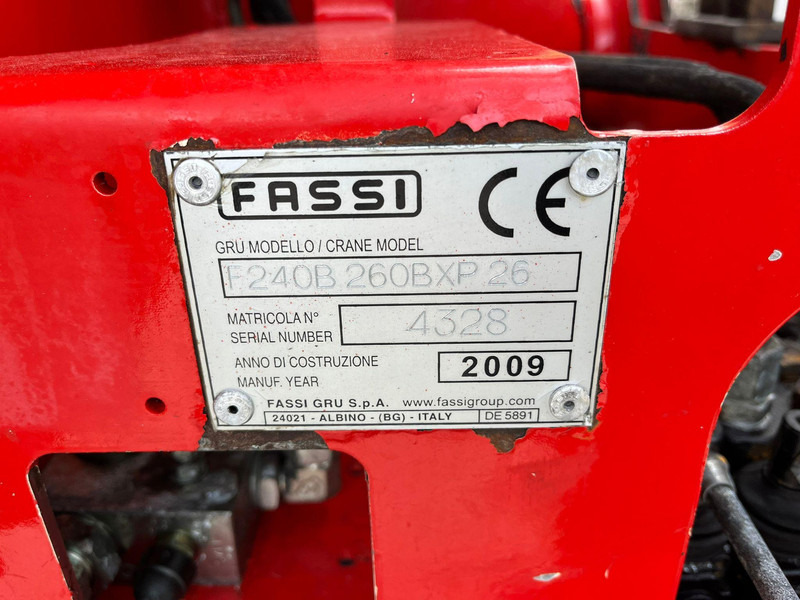 FASSI CE
GRÙ MODELLO / CRANE MODEL
F240B 260BXP 26
MATRICOLA N° 4328
SERIAL NUMBER
ANNO DI COSTRUZIONE 2009
MANUF. YEAR
FASSI GRU S.p.A. www.fassigroup.com
24021 - ALBINO - (BG) - ITALY DE 5891